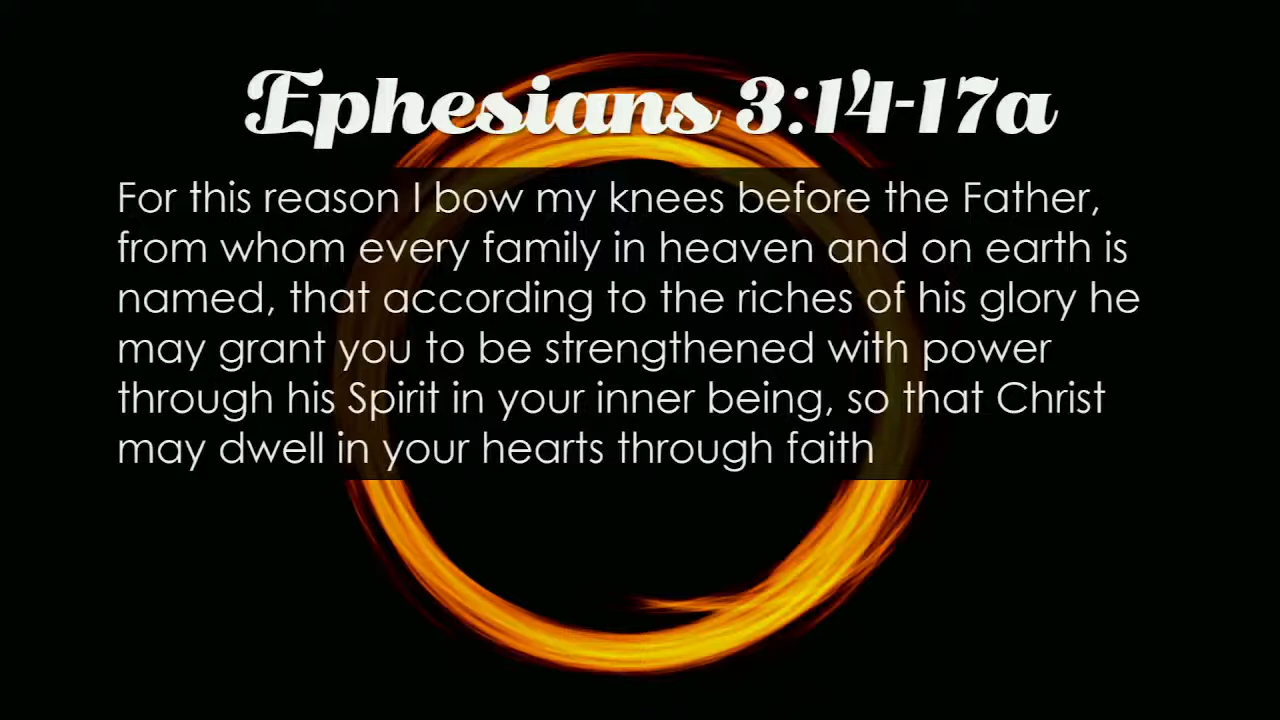 Ephesians 3:14-17a
For this reason I bow my knees before the Father,
from whom every family in heaven and on earth is
named, that according to the riches of his glory he
may grant you to be strengthened with power
through his Spirit in your inner being, so that Christ
may dwell in your hearts through faith